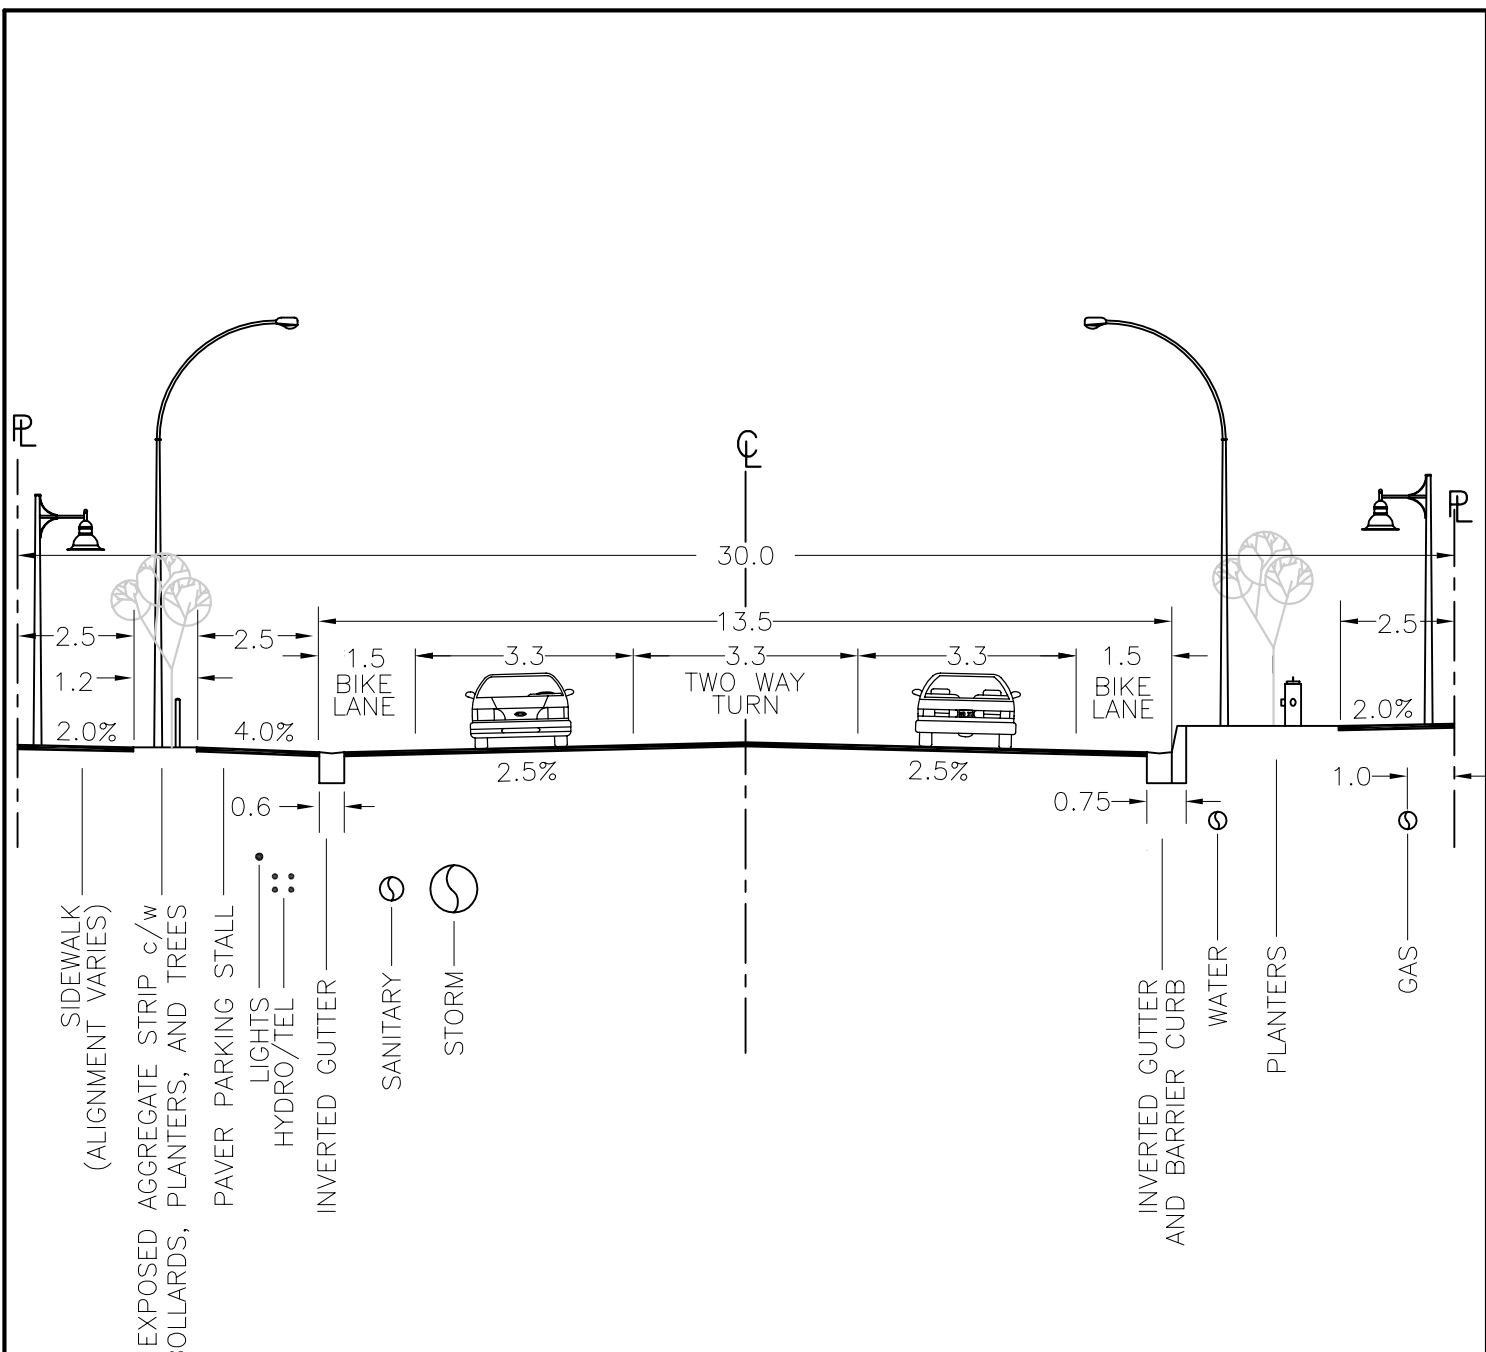 PL
CL
PL
30.0
13.5
2.5
2.5
2.5
1.5
BIKE
LANE
3.3
3.3
TWO WAY
TURN
3.3
1.5
BIKE
LANE
1.2
2.0%
4.0%
2.0%
2.5%
2.5%
0.6
0.75
1.0
SIDEWALK
(ALIGNMENT VARIES)
EXPOSED AGGREGATE STRIP c/w
PLANTERS, AND TREES
PAVER PARKING STALL
LIGHTS
HYDRO/TEL
INVERTED GUTTER
SANITARY
STORM
INVERTED GUTTER
AND BARRIER CURB
WATER
PLANTERS
GAS